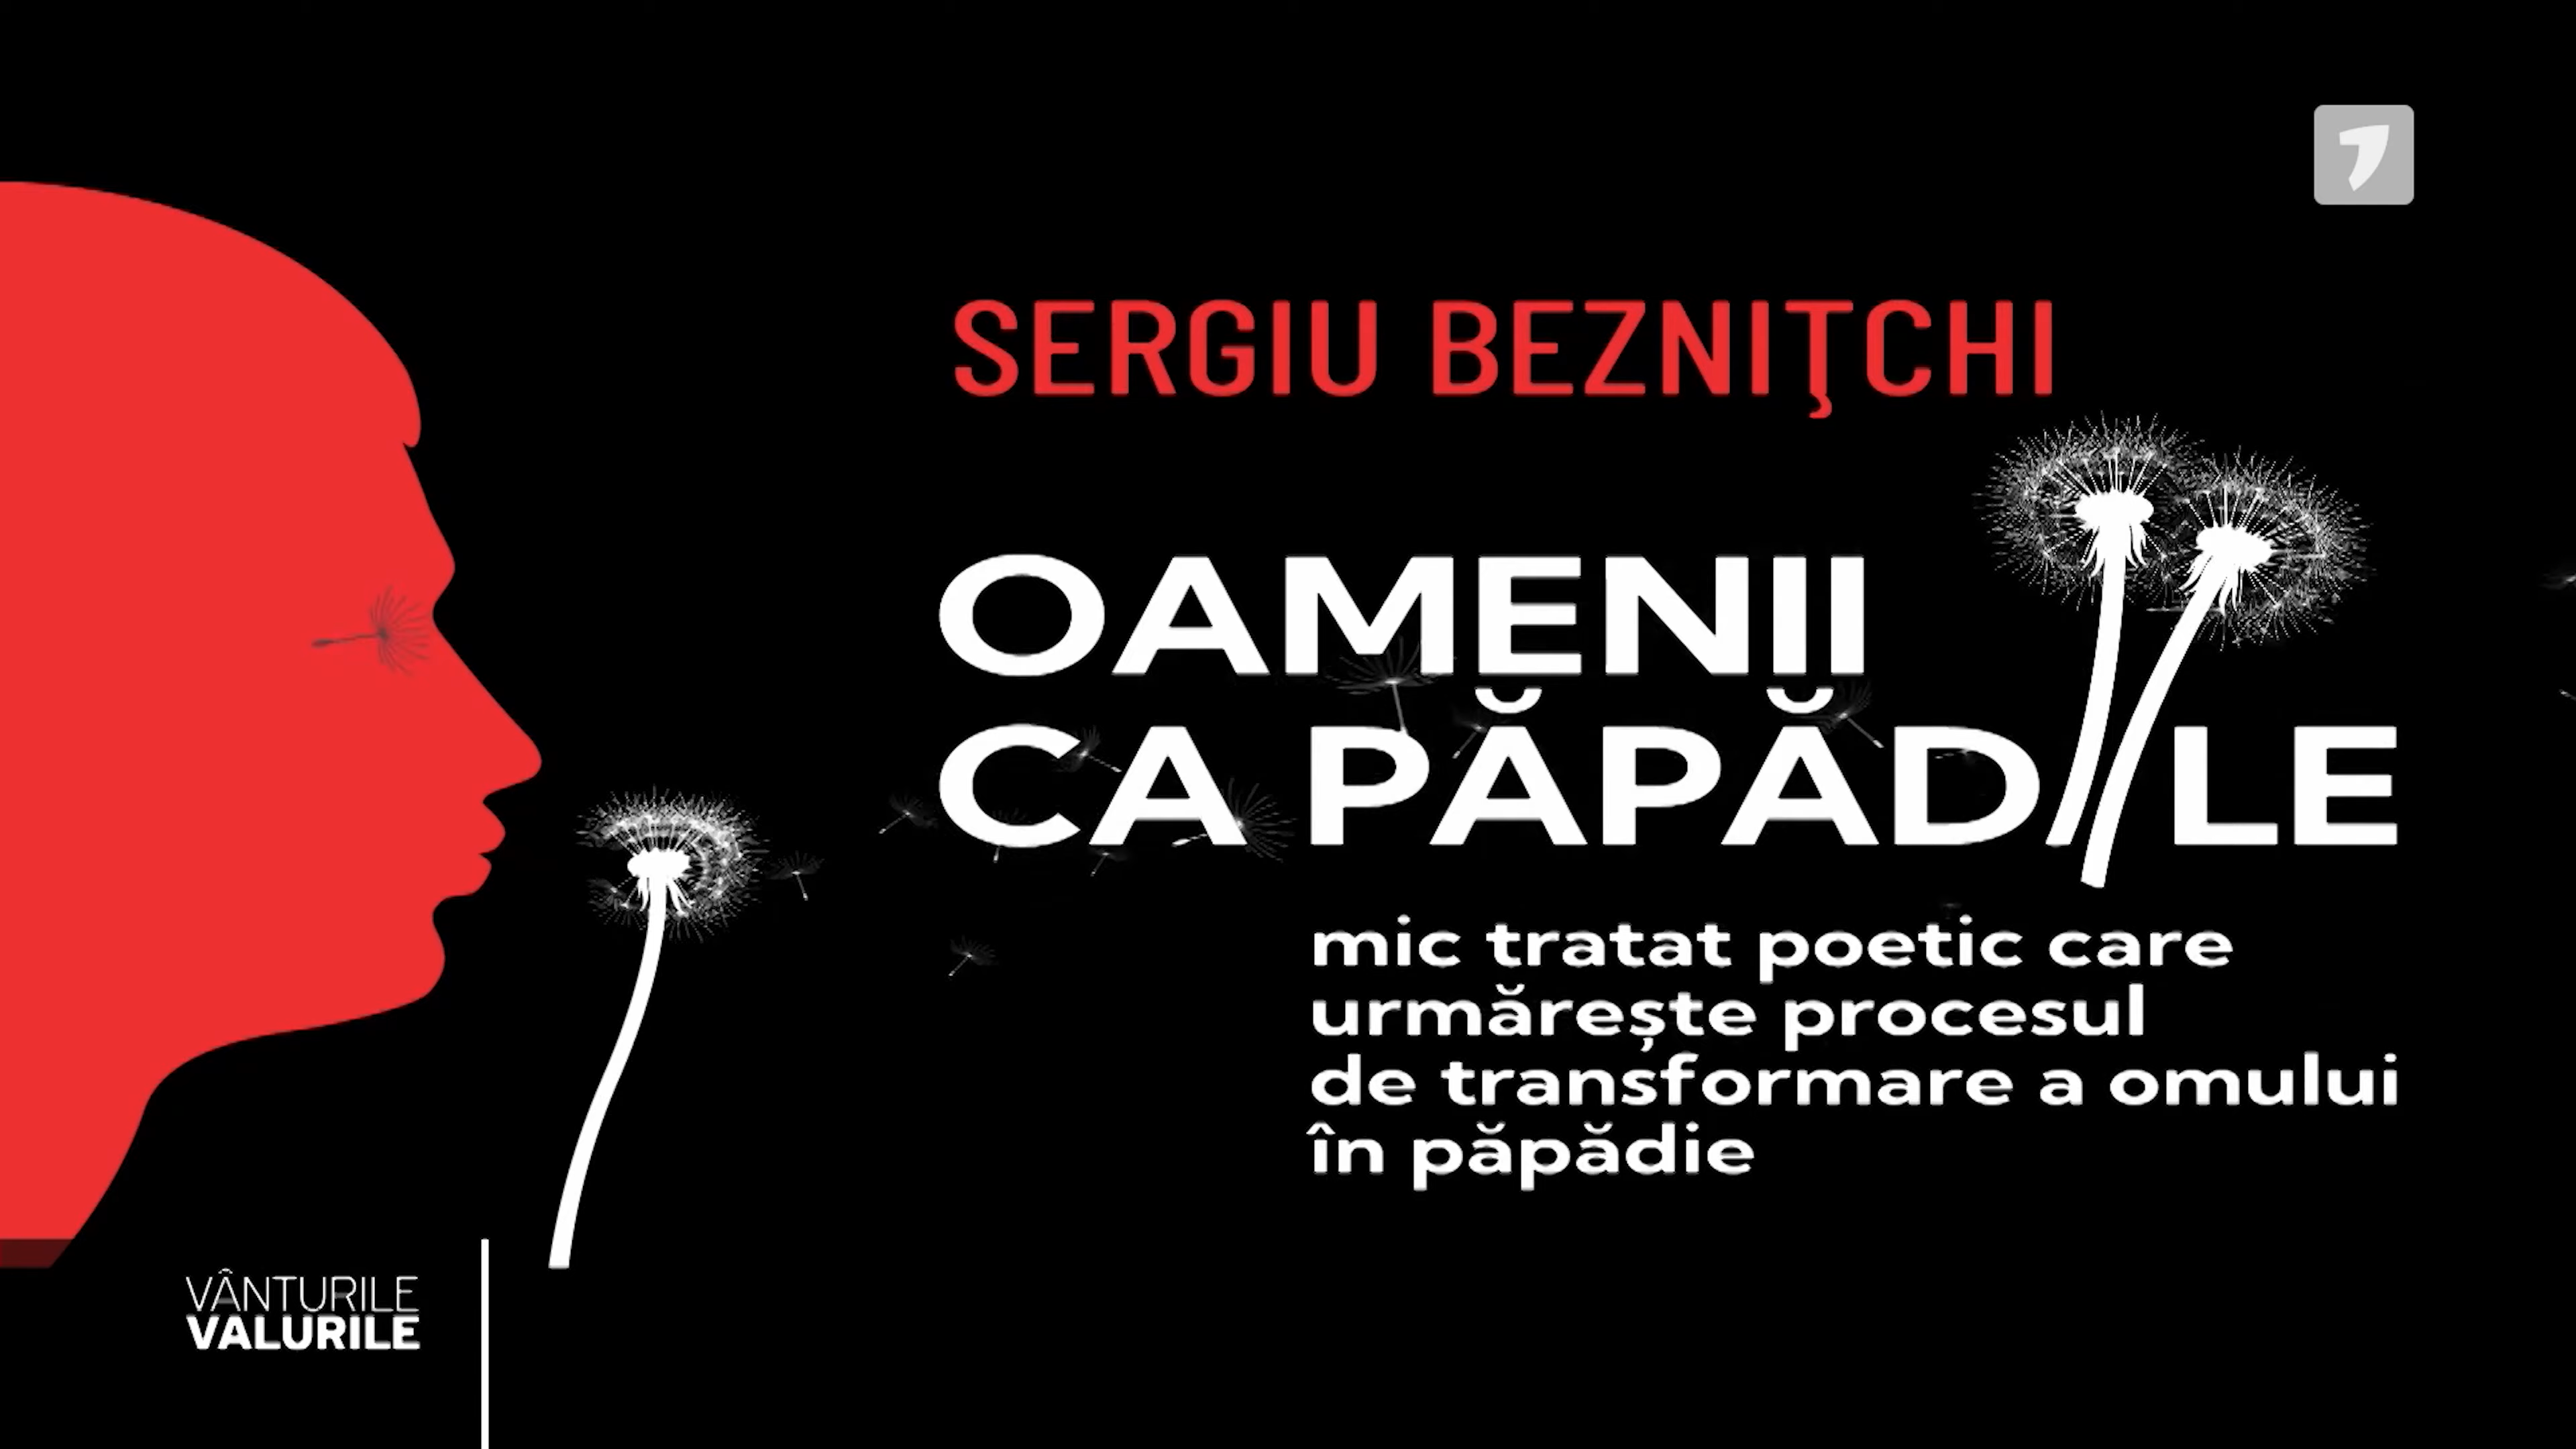 SERGIU BEZNIŢCHI
OAMENII
CA PĂPĂDIILE
mic tratat poetic care
urmărește procesul
de transformare a omului
în păpădie
VÂNTURILE
VALURILE